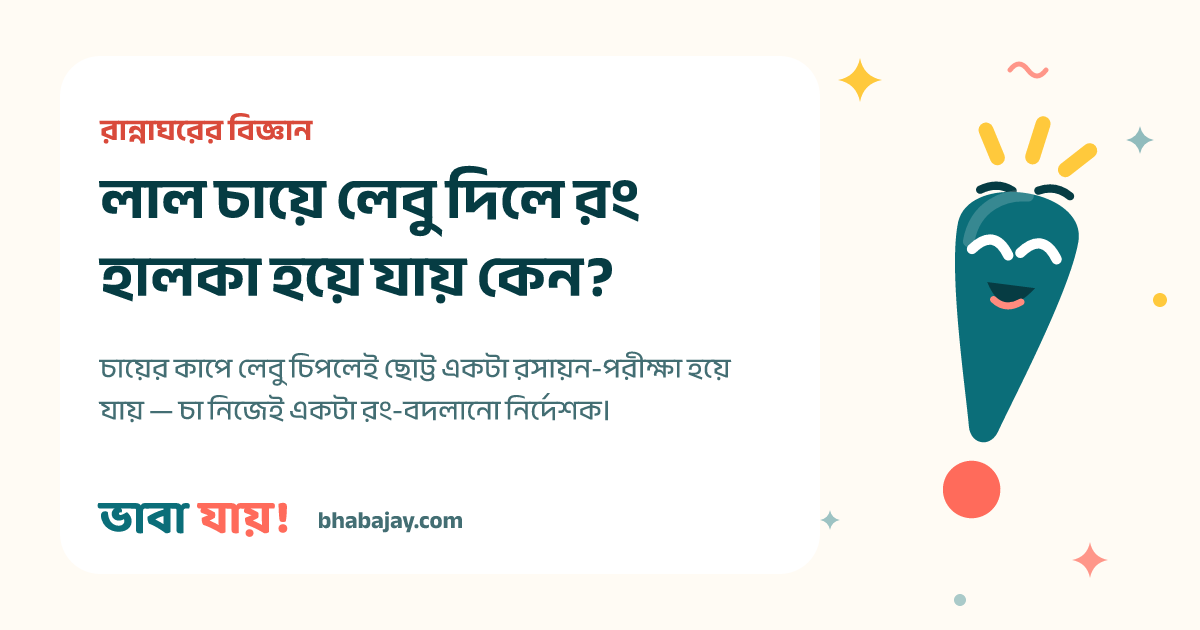 রান্নাঘরের বিজ্ঞান
লাল চায়ে লেবু দিলে রং
হালকা হয়ে যায় কেন?
চায়ের কাপে লেবু চিপলেই ছোট্ট একটা রসায়ন-পরীক্ষা হয়ে
যায় — চা নিজেই একটা রং-বদলানো নির্দেশক।
ভাবা যায়! bhabajay.com